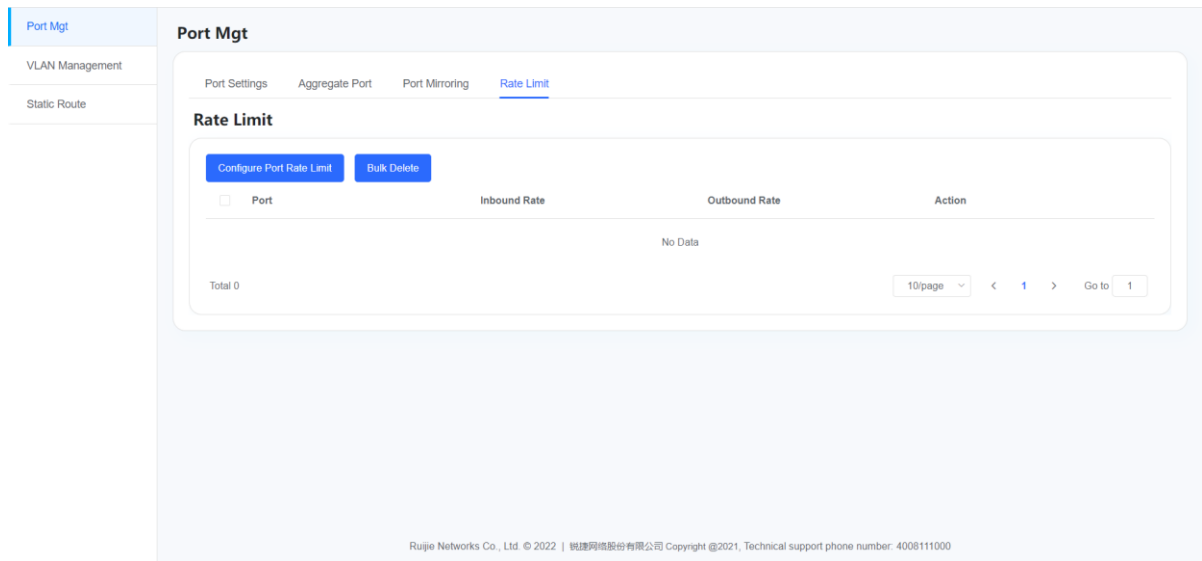 Port Mgt
VLAN Management
Static Route
Port Mgt
Port Settings Aggregate Port Port Mirroring Rate Limit
Rate Limit
Configure Port Rate Limit Bulk Delete
Port Inbound Rate Outbound Rate Action
No Data
Total 0 10/page 1 Go to 1
Ruijie Networks Co., Ltd. © 2022 | 锐捷网络股份有限公司 Copyright @2021, Technical support phone number: 4008111000